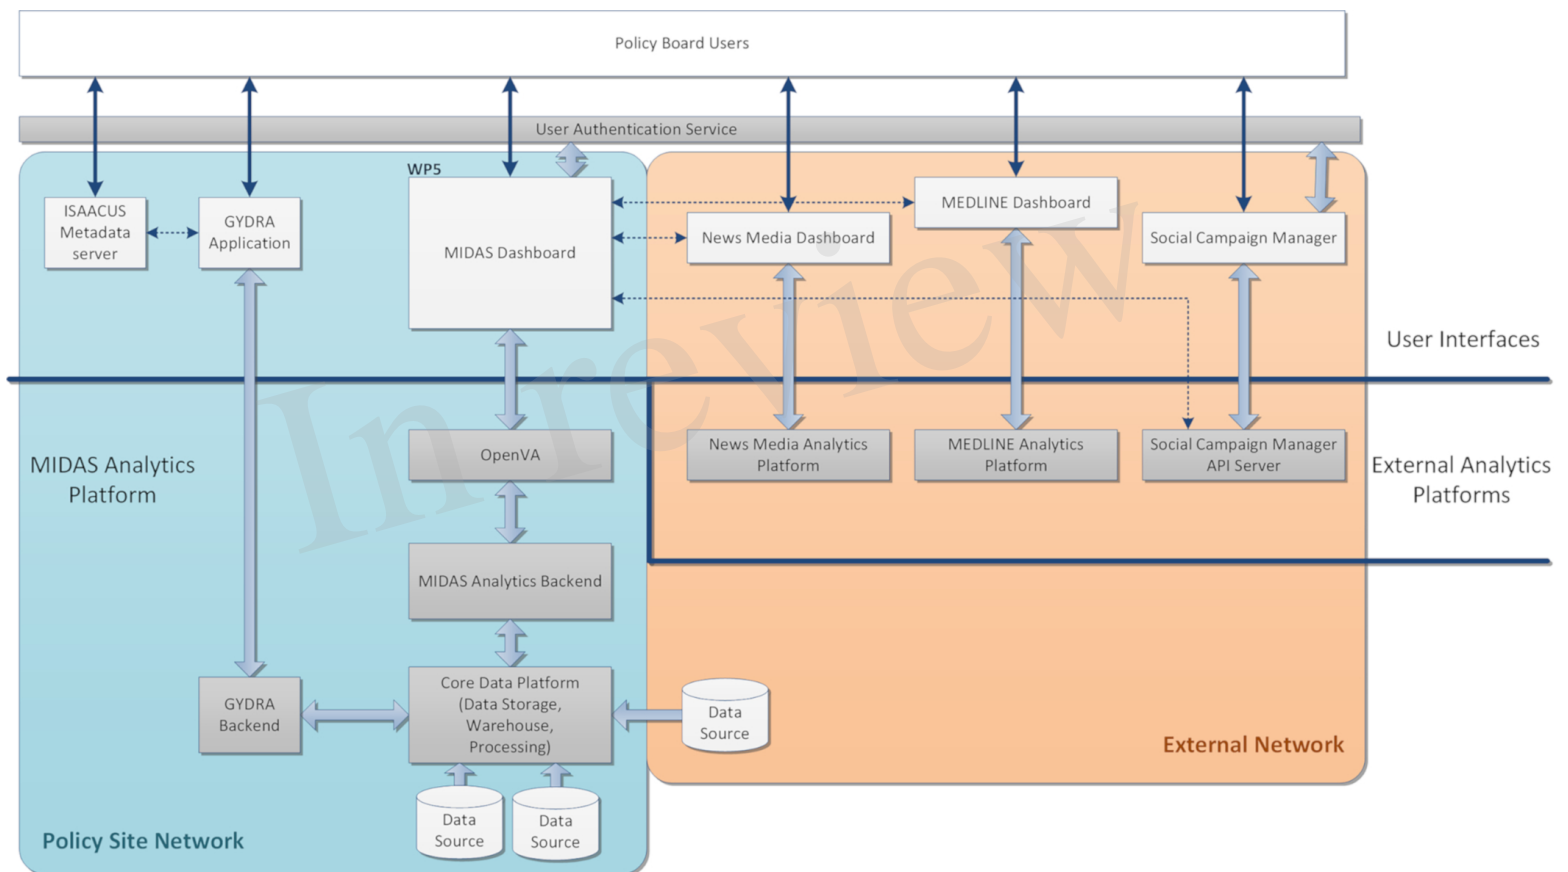 Policy Board Users
User Authentication Service
WP5
ISAACUS
Metadata
server
GYDRA
Application
MIDAS Dashboard
MEDLINE Dashboard
News Media Dashboard
Social Campaign Manager
User Interfaces
MIDAS Analytics
Platform
OpenVA
News Media Analytics
Platform
MEDLINE Analytics
Platform
Social Campaign Manager
API Server
External Analytics
Platforms
MIDAS Analytics Backend
GYDRA
Backend
Core Data Platform
(Data Storage,
Warehouse,
Processing)
Data
Source
External Network
Data
Source
Data
Source
Policy Site Network
In review